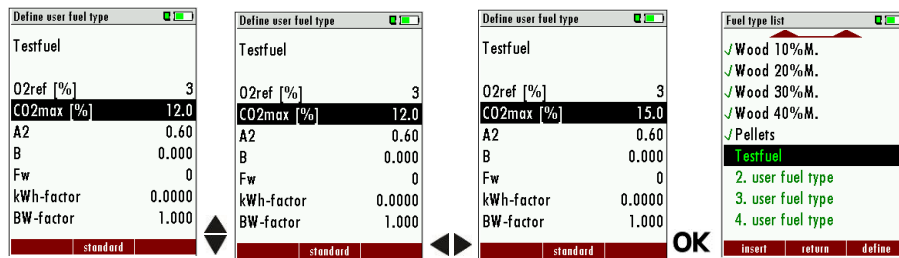 Define user fuel type
Testfuel
O2ref [%] 3
CO2max [%] 12.0
A2 0.60
B 0.000
Fw 0
kWh-factor 0.0000
BW-factor 1.000
standard
Define user fuel type
Testfuel
O2ref [%] 3
CO2max [%] 12.0
A2 0.60
B 0.000
Fw 0
kWh-factor 0.0000
BW-factor 1.000
standard
Define user fuel type
Testfuel
O2ref [%] 3
CO2max [%] 15.0
A2 0.60
B 0.000
Fw 0
kWh-factor 0.0000
BW-factor 1.000
standard
OK
Fuel type list
Wood 10%M.
Wood 20%M.
Wood 30%M.
Wood 40%M.
Pellets
Testfuel
2. user fuel type
3. user fuel type
4. user fuel type
insert return define